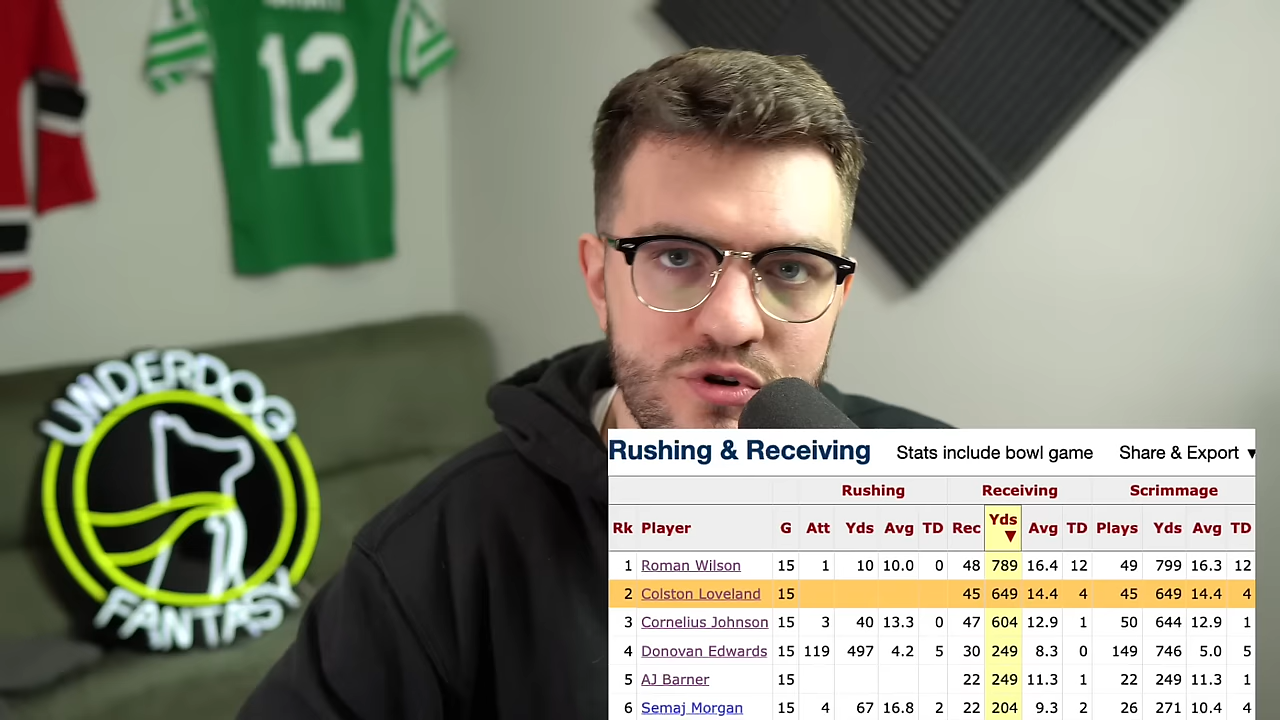 12
UNDERDOG
FANTASY
Rushing & Receiving Stats include bowl game Share & Export ▼
Rushing Receiving Scrimmage
Rk Player G Att Yds Avg TD Rec Yds ▼ Avg TD Plays Yds Avg TD
1 Roman Wilson 15 1 10 10.0 0 48 789 16.4 12 49 799 16.3 12
2 Colston Loveland 15 45 649 14.4 4 45 649 14.4 4
3 Cornelius Johnson 15 3 40 13.3 0 47 604 12.9 1 50 644 12.9 1
4 Donovan Edwards 15 119 497 4.2 5 30 249 8.3 0 149 746 5.0 5
5 AJ Barner 15 22 249 11.3 1 22 249 11.3 1
6 Semaj Morgan 15 4 67 16.8 2 22 204 9.3 2 26 271 10.4 4